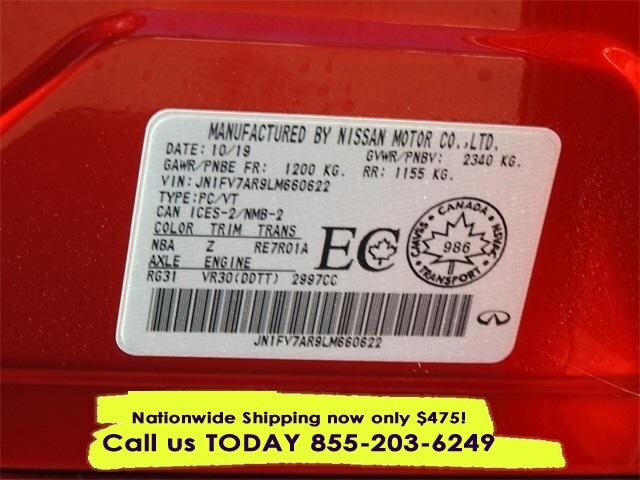 MANUFACTURED BY NISSAN MOTOR CO.,LTD.
DATE: 10/19 GVWR/PNBV: 2340 KG.
GAWR/PNBE FR: 1200 KG. RR: 1155 KG.
VIN: JN1FV7AR9LM660622
TYPE:PC/VT
CAN ICES-2/NMB-2
COLOR TRIM TRANS
NBA Z RE7R01A
AXLE ENGINE
RG31 VR30(DDTT) 2997CC
EC
CANADA
CMVSS NSVAC
986
TRANSPORT
JN1FV7AR9LM660622
Nationwide Shipping now only $475!
Call us TODAY 855-203-6249